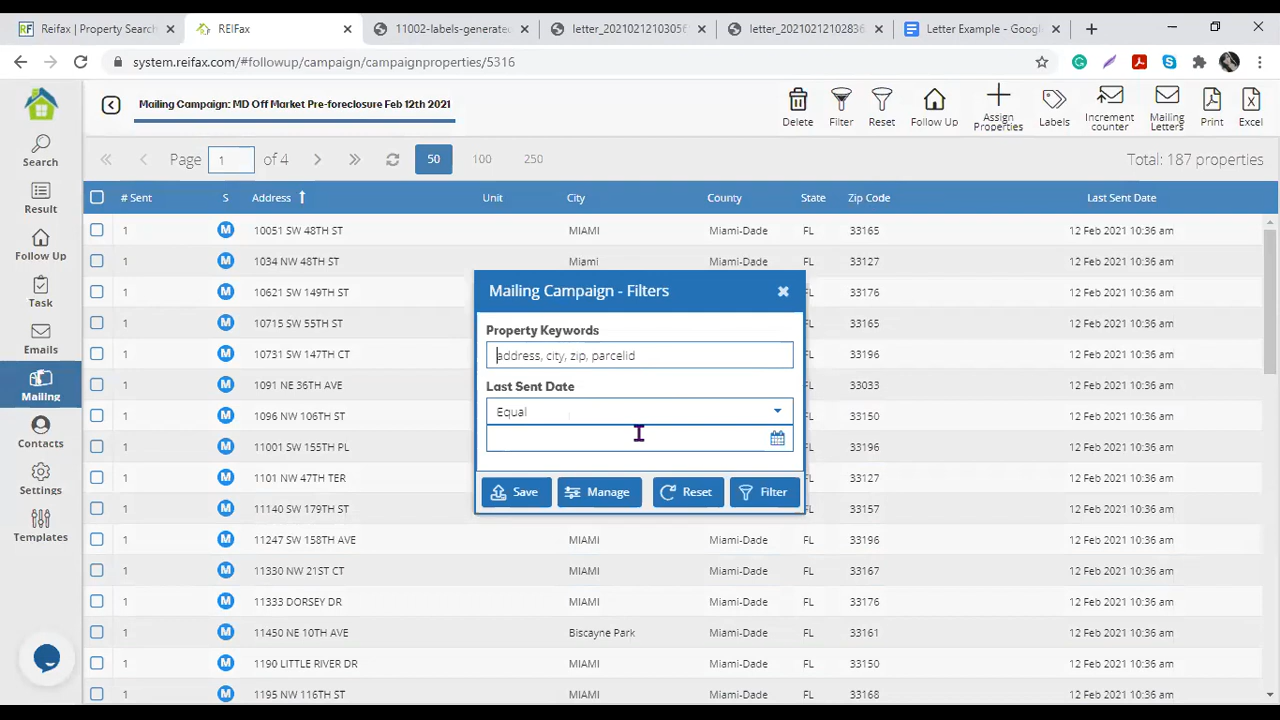 Reifax | Property Search
REIFax
11002-labels-generate
letter_20210212103056
letter_20210212102836
Letter Example - Google
system.reifax.com/#followup/campaign/campaignproperties/5316
Mailing Campaign: MD Off Market Pre-foreclosure Feb 12th 2021
Delete
Filter
Reset
Follow Up
Assign Properties
Labels
Increment counter
Mailing Letters
Print
Excel
Page 1 of 4 50 100 250 Total: 187 properties
Search
Result
Follow Up
Task
Emails
Mailing
Contacts
Settings
Templates
# Sent S Address Unit City County State Zip Code Last Sent Date
1 M 10051 SW 48TH ST MIAMI Miami-Dade FL 33165 12 Feb 2021 10:36 am
1 M 1034 NW 48TH ST Miami Miami-Dade FL 33127 12 Feb 2021 10:36 am
1 M 10621 SW 149TH ST FL 33176 12 Feb 2021 10:36 am
1 M 10715 SW 55TH ST FL 33165 12 Feb 2021 10:36 am
1 M 10731 SW 147TH CT FL 33196 12 Feb 2021 10:36 am
1 M 1091 NE 36TH AVE FL 33033 12 Feb 2021 10:36 am
1 M 1096 NW 106TH ST FL 33150 12 Feb 2021 10:36 am
1 M 11001 SW 155TH PL FL 33196 12 Feb 2021 10:36 am
1 M 1101 NW 47TH TER FL 33127 12 Feb 2021 10:36 am
1 M 11140 SW 179TH ST FL 33157 12 Feb 2021 10:36 am
1 M 11247 SW 158TH AVE MIAMI Miami-Dade FL 33196 12 Feb 2021 10:36 am
1 M 11330 NW 21ST CT MIAMI Miami-Dade FL 33167 12 Feb 2021 10:36 am
1 M 11333 DORSEY DR MIAMI Miami-Dade FL 33176 12 Feb 2021 10:36 am
1 M 11450 NE 10TH AVE Biscayne Park Miami-Dade FL 33161 12 Feb 2021 10:36 am
1 M 1190 LITTLE RIVER DR MIAMI Miami-Dade FL 33150 12 Feb 2021 10:36 am
1 M 1195 NW 116TH ST MIAMI Miami-Dade FL 33168 12 Feb 2021 10:36 am
Mailing Campaign - Filters
Property Keywords
address, city, zip, parcelid
Last Sent Date
Equal
Save Manage Reset Filter